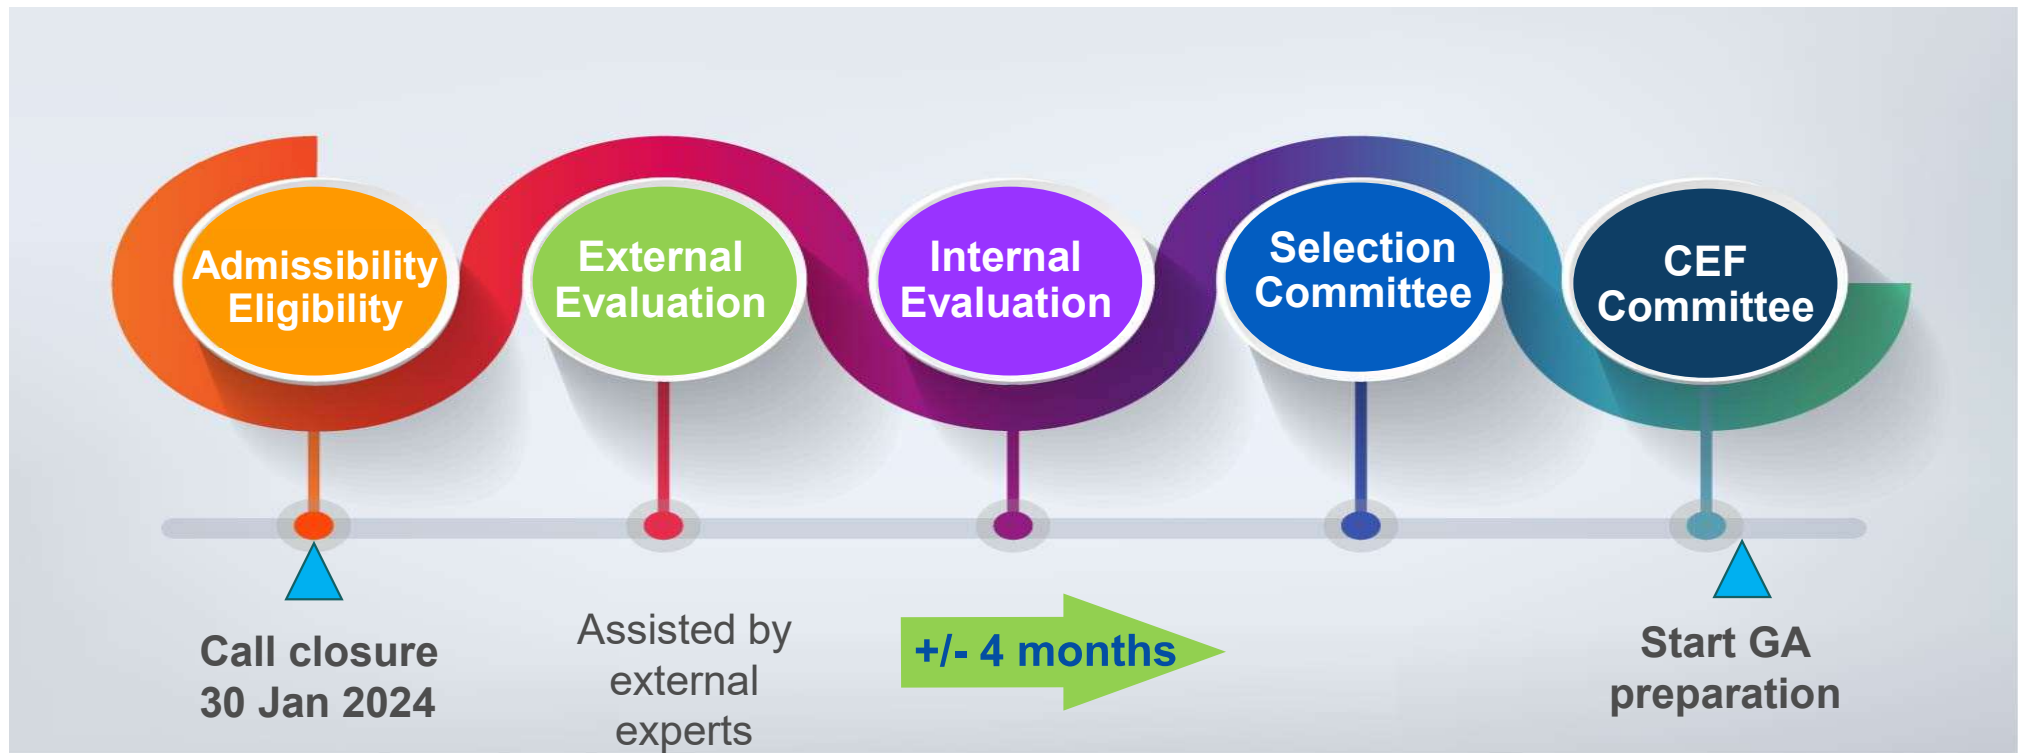 Admissibility
Eligibility
External
Evaluation
Internal
Evaluation
Selection
Committee
CEF
Committee
Call closure
30 Jan 2024
Assisted by
external
experts
+/- 4 months
Start GA
preparation